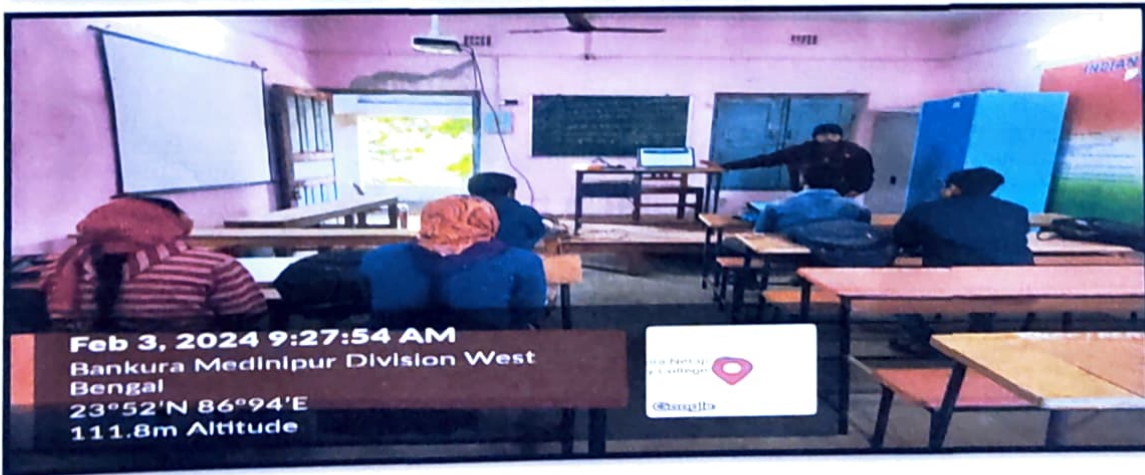 INDIAN
Feb 3, 2024 9:27:54 AM
Bankura Medinipur Division West
Bengal
23°52'N 86°94'E
111.8m Altitude
Google